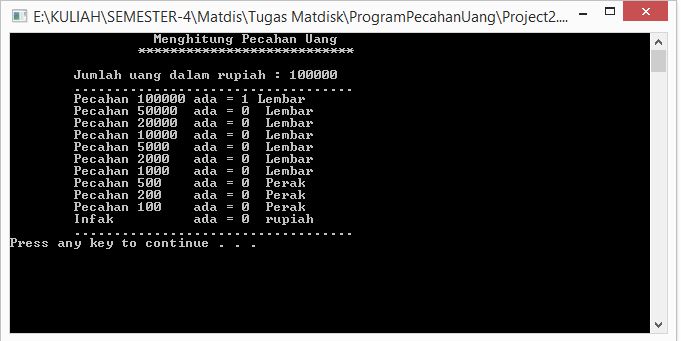 E:\KULIAH\SEMESTER-4\Matdis\Tugas Matdisk\ProgramPecahanUang\Project2....
Menghitung Pecahan Uang
***************************
Jumlah uang dalam rupiah : 100000
...................................
Pecahan 100000 ada = 1 Lembar
Pecahan 50000 ada = 0 Lembar
Pecahan 20000 ada = 0 Lembar
Pecahan 10000 ada = 0 Lembar
Pecahan 5000 ada = 0 Lembar
Pecahan 2000 ada = 0 Lembar
Pecahan 1000 ada = 0 Lembar
Pecahan 500 ada = 0 Perak
Pecahan 200 ada = 0 Perak
Pecahan 100 ada = 0 Perak
Infak ada = 0 rupiah
...................................
Press any key to continue . . .